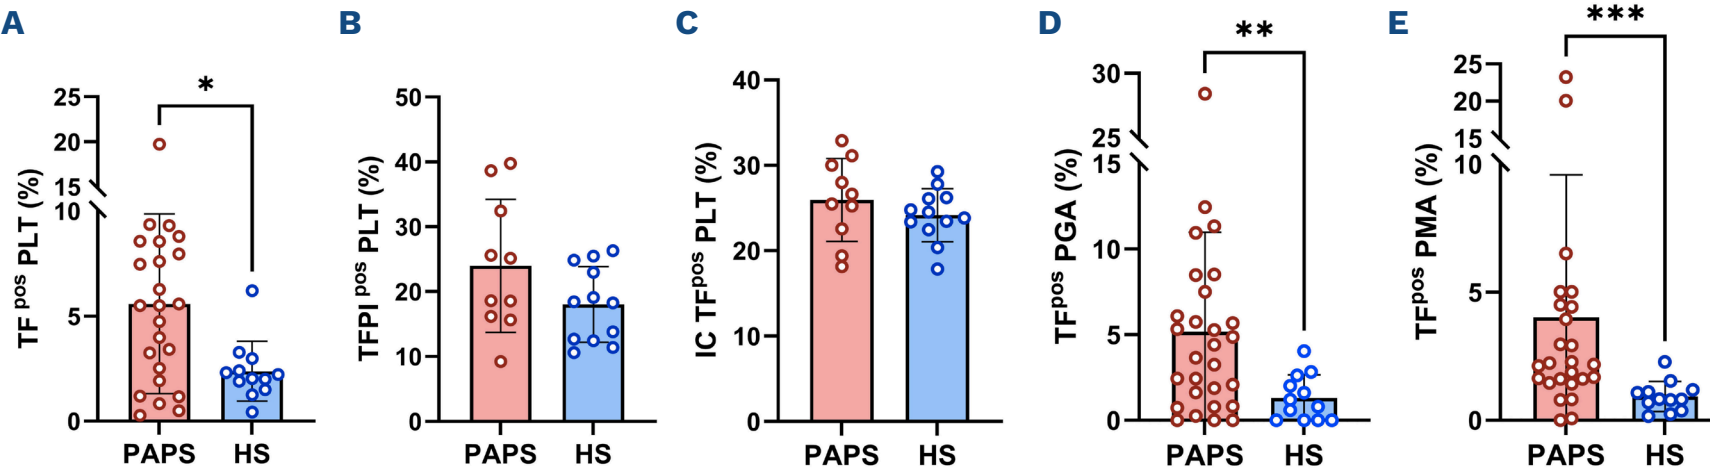 A
TF pos PLT (%)
25
20
15
10
5
0
*
PAPS
HS
B
TFPI pos PLT (%)
50
40
30
20
10
0
PAPS
HS
C
IC TFpos PLT (%)
40
30
20
10
0
PAPS
HS
D
TFpos PGA (%)
30
25
15
10
5
0
**
PAPS
HS
E
TFpos PMA (%)
25
20
15
10
5
0
***
PAPS
HS